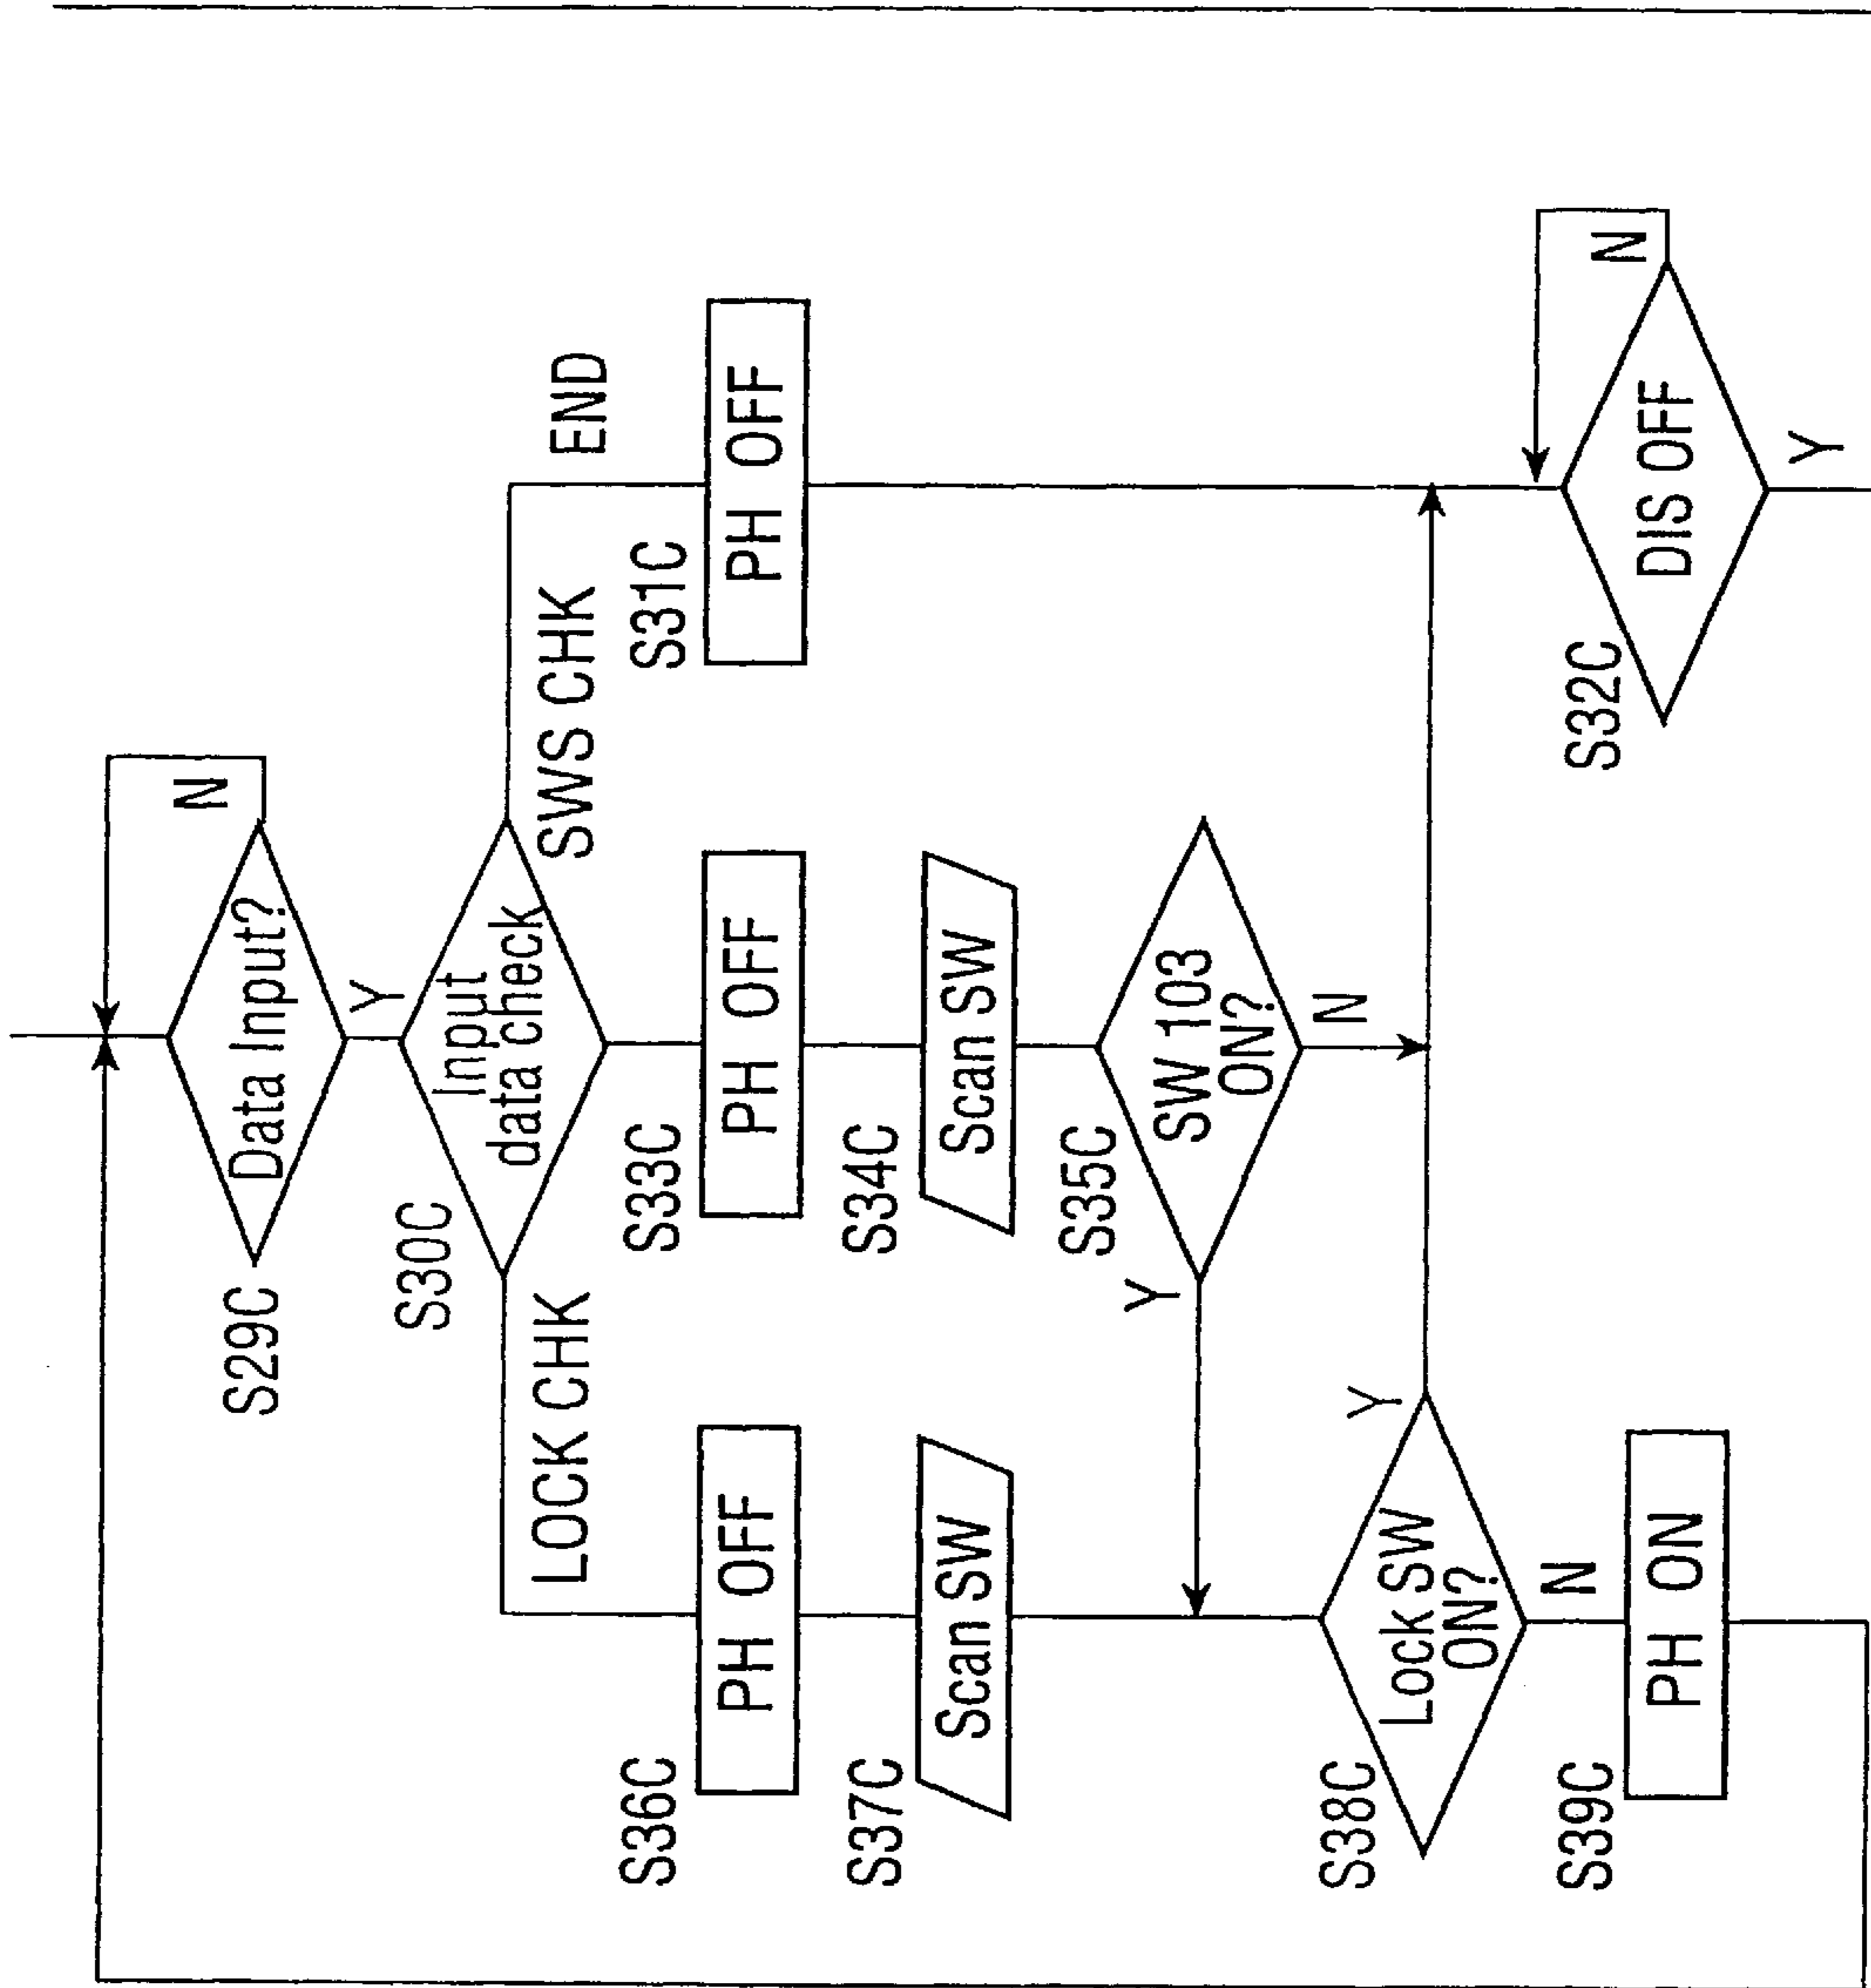 S29C
Data Input?
N
Y
S30C
Input
data check
LOCK CHK
SWS CHK
END
S36C
PH OFF
S33C
PH OFF
S31C
PH OFF
S37C
Scan SW
S34C
Scan SW
S35C
SW 103
ON?
Y
N
S38C
Lock SW
ON?
Y
N
S32C
DIS OFF
N
Y
S39C
PH ON